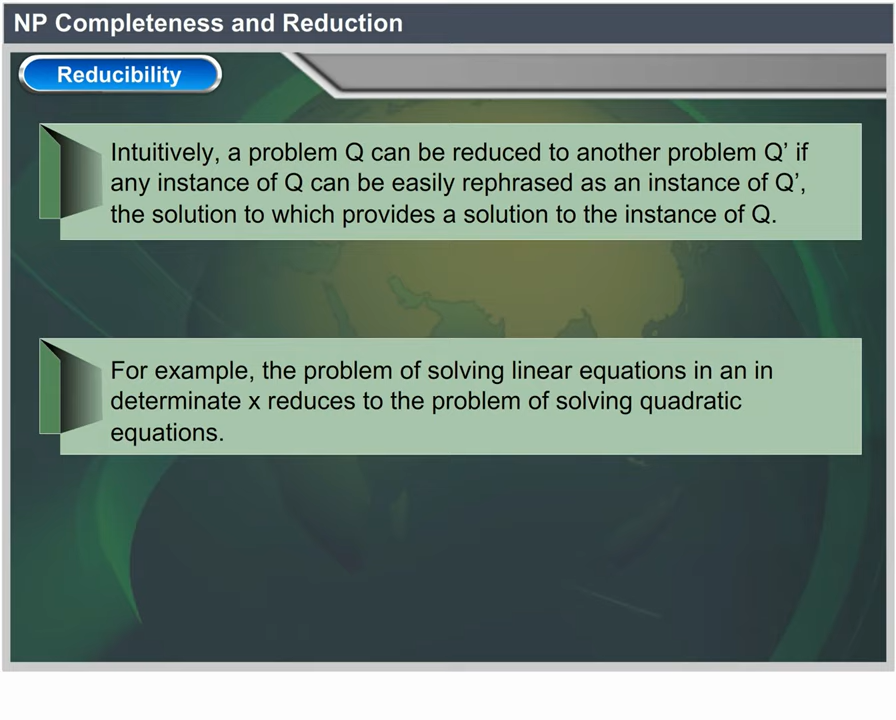 NP Completeness and Reduction
Reducibility
Intuitively, a problem Q can be reduced to another problem Q’ if
any instance of Q can be easily rephrased as an instance of Q’,
the solution to which provides a solution to the instance of Q.
For example, the problem of solving linear equations in an in
determinate x reduces to the problem of solving quadratic
equations.